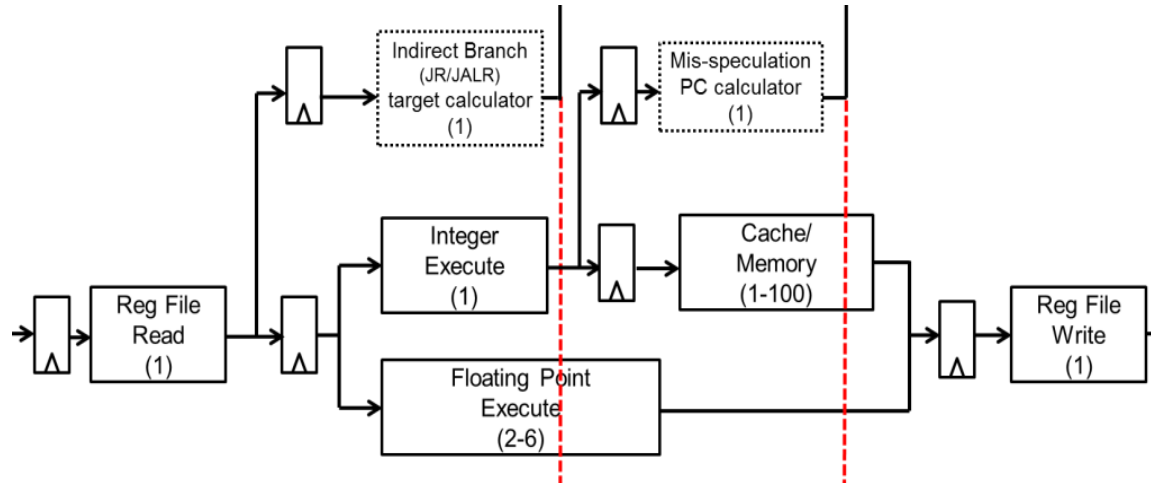 Indirect Branch
(JR/JALR)
target calculator
(1)
Mis-speculation
PC calculator
(1)
Integer
Execute
(1)
Cache/
Memory
(1-100)
Reg File
Read
(1)
Reg File
Write
(1)
Floating Point
Execute
(2-6)